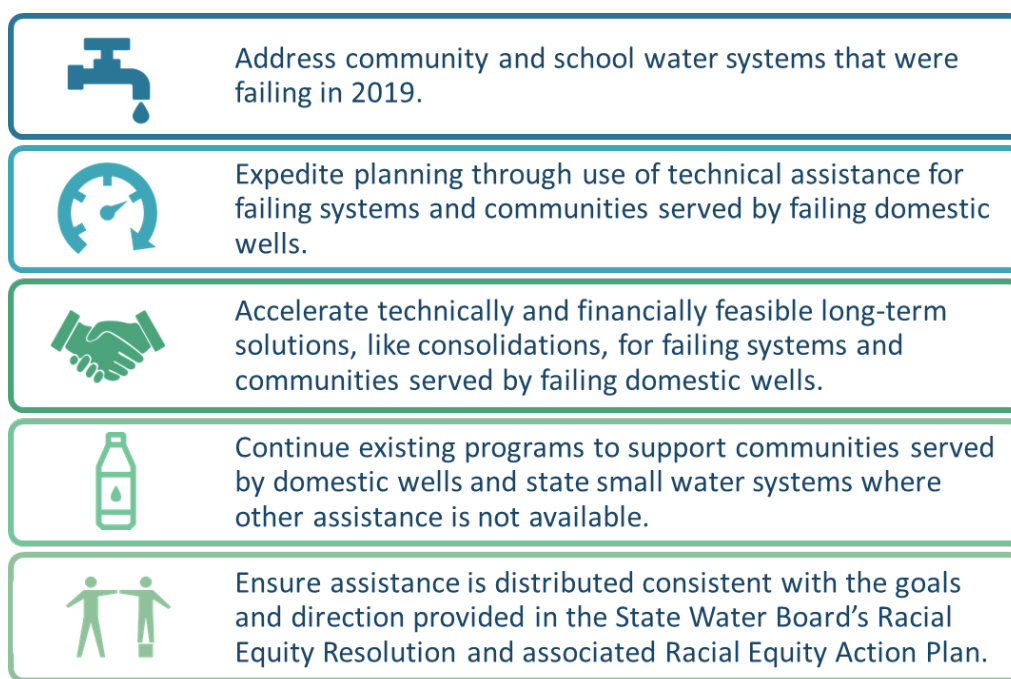 Address community and school water systems that were
failing in 2019.
Expedite planning through use of technical assistance for
failing systems and communities served by failing domestic
wells.
Accelerate technically and financially feasible long-term
solutions, like consolidations, for failing systems and
communities served by failing domestic wells.
Continue existing programs to support communities served
by domestic wells and state small water systems where
other assistance is not available.
Ensure assistance is distributed consistent with the goals
and direction provided in the State Water Board’s Racial
Equity Resolution and associated Racial Equity Action Plan.